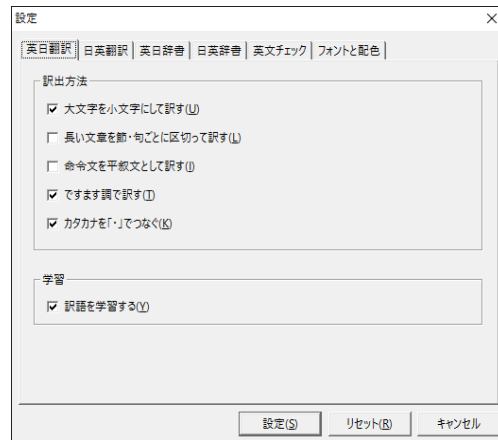 設定
英日翻訳 日英翻訳 英日辞書 日英辞書 英文チェック フォントと配色
訳出方法
大文字を小文字にして訳す(U)
長い文章を節・句ごとに区切って訳す(L)
命令文を平叙文として訳す(I)
ですます調で訳す(T)
カタカナを「・」でつなぐ(K)
学習
訳語を学習する(Y)
設定(S) リセット(R) キャンセル